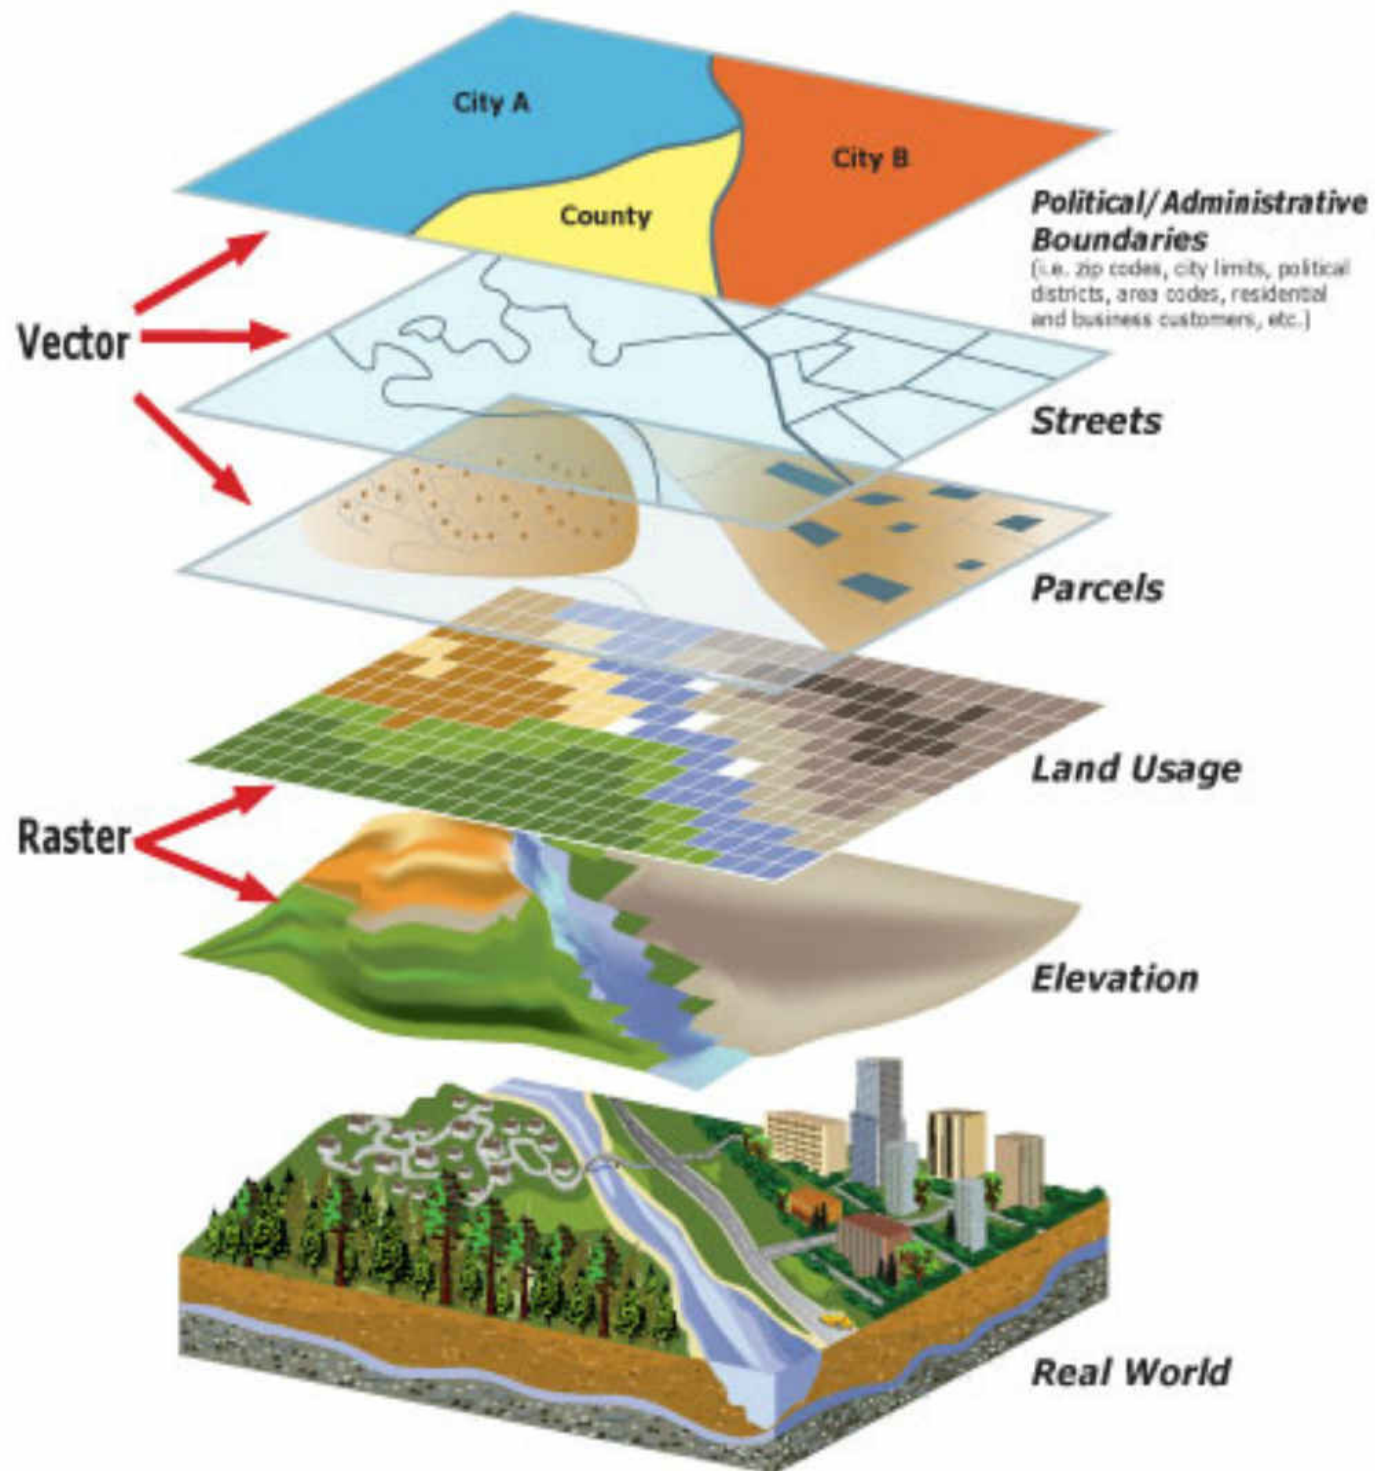 City A
City B
County
Political/Administrative
Boundaries
(i.e. zip codes, city limits, political
districts, area codes, residential
and business customers, etc.)
Vector
Streets
Parcels
Land Usage
Raster
Elevation
Real World